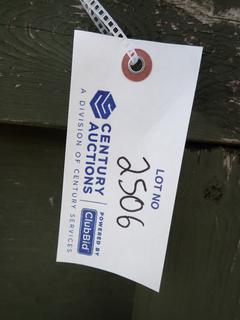 LOT NO
2506
CENTURY
AUCTIONS
A DIVISION OF CENTURY SERVICES
POWERED BY
ClubBid